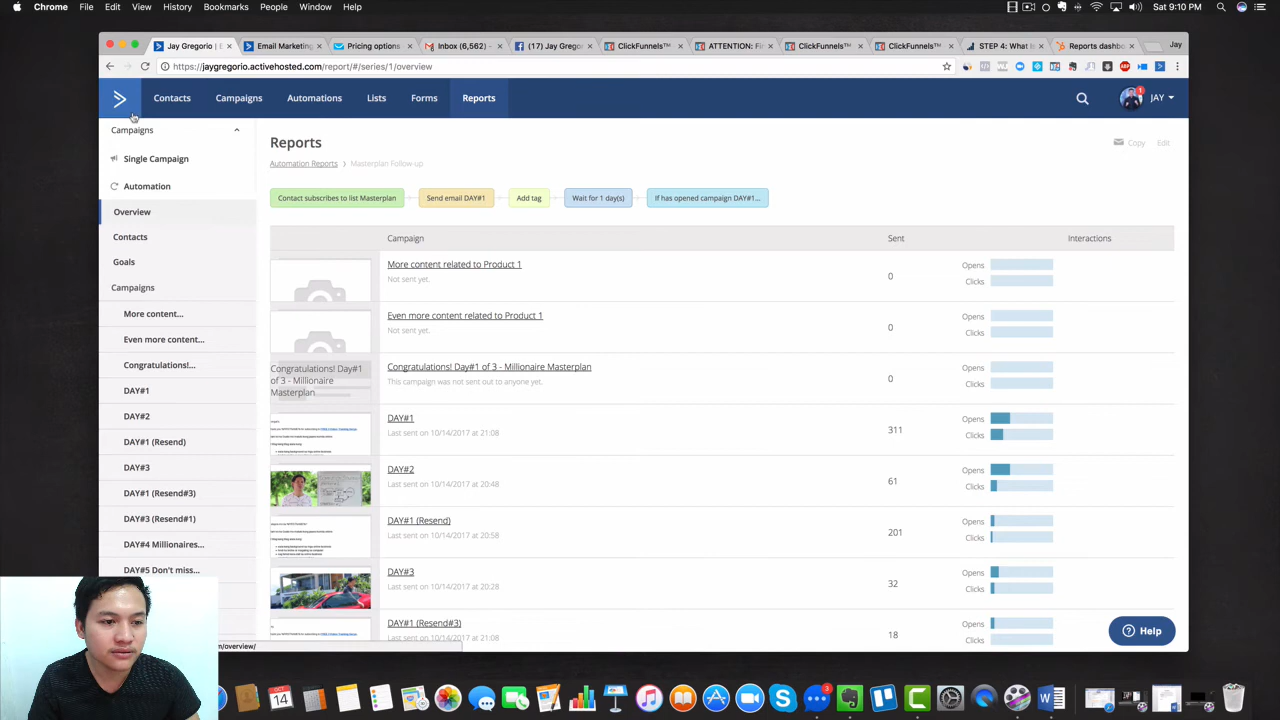 Chrome File Edit View History Bookmarks People Window Help
Sat 9:10 PM
Jay Gregorio | E
Email Marketing
Pricing options
Inbox (6,562) -
(17) Jay Grego
ClickFunnels™
ATTENTION: Fi
ClickFunnels™
ClickFunnels™
STEP 4: What Is
Reports dashbo
Jay
https://jaygregorio.activehosted.com/report/#/series/1/overview
Contacts Campaigns Automations Lists Forms Reports
1 JAY
Campaigns
Single Campaign
Automation
Overview
Contacts
Goals
Campaigns
More content...
Even more content...
Congratulations!...
DAY#1
DAY#2
DAY#1 (Resend)
DAY#3
DAY#1 (Resend#3)
DAY#3 (Resend#1)
DAY#4 Millionaires...
DAY#5 Don't miss...
Reports
Copy Edit
Automation Reports Masterplan Follow-up
Contact subscribes to list Masterplan
Send email DAY#1
Add tag
Wait for 1 day(s)
If has opened campaign DAY#1...
Campaign Sent Interactions
More content related to Product 1
Not sent yet.
0
Opens
Clicks
Even more content related to Product 1
Not sent yet.
0
Opens
Clicks
Congratulations! Day#1
of 3 - Millionaire
Masterplan
Congratulations! Day#1 of 3 - Millionaire Masterplan
This campaign was not sent out to anyone yet.
0
Opens
Clicks
DAY#1
Last sent on 10/14/2017 at 21:08
311
Opens
Clicks
DAY#2
Last sent on 10/14/2017 at 20:48
61
Opens
Clicks
DAY#1 (Resend)
Last sent on 10/14/2017 at 20:58
201
Opens
Clicks
DAY#3
Last sent on 10/14/2017 at 20:28
32
Opens
Clicks
DAY#1 (Resend#3)
Last sent on 10/14/2017 at 21:08
18
Opens
Clicks
Help
m/overview/
OCT
14
3